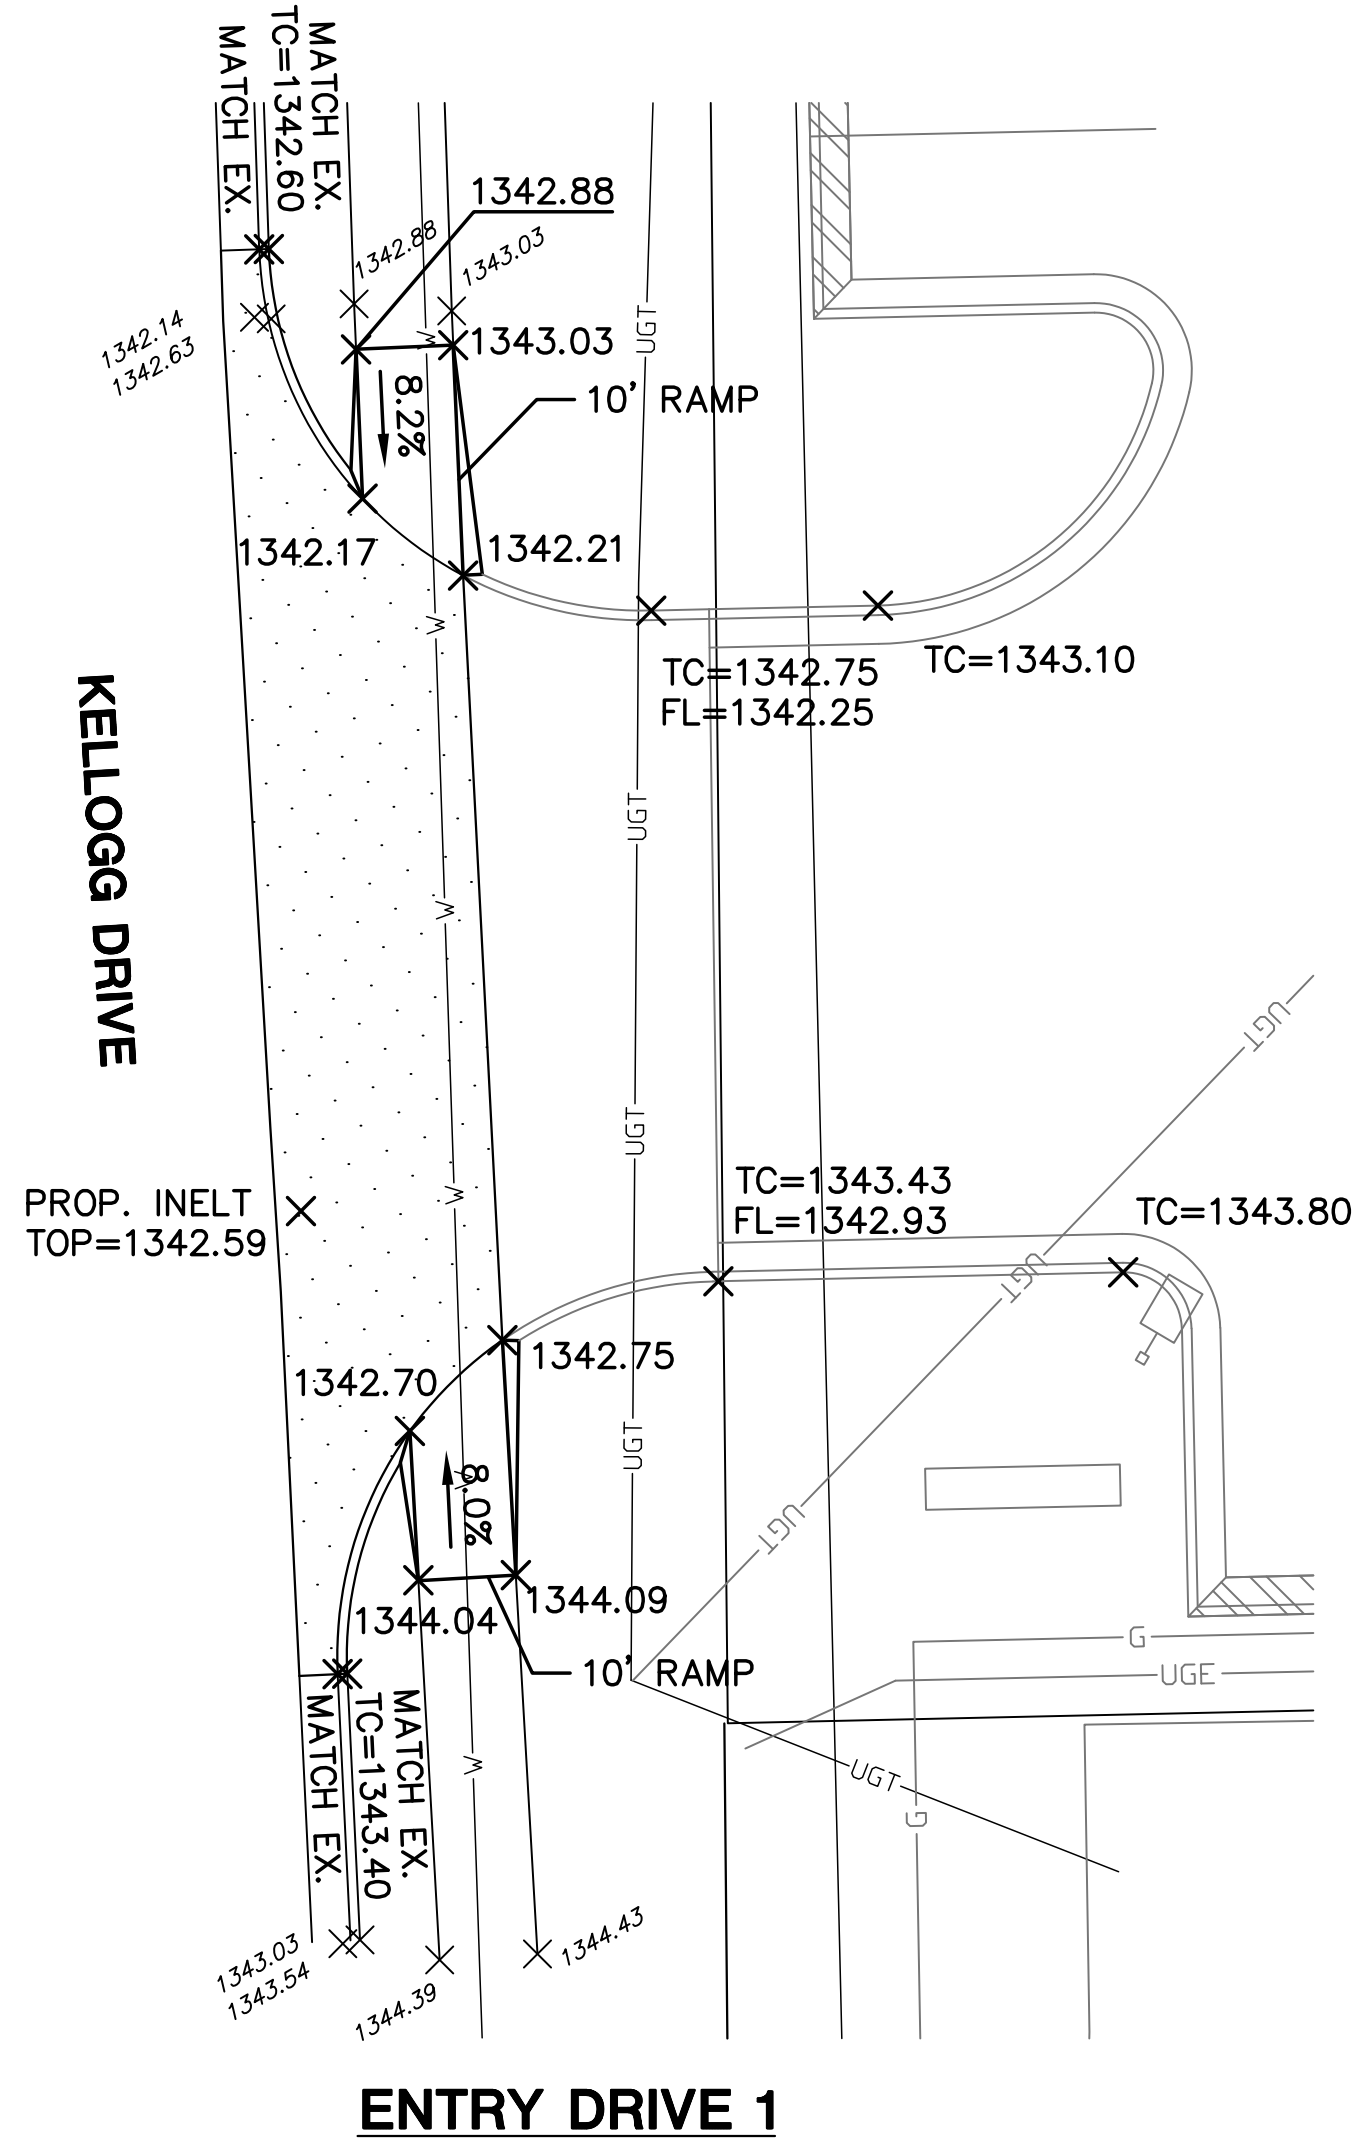 MATCH EX.
TC=1342.60
MATCH EX.
1342.88
1342.88
1343.03
1342.14
1342.63
W
UGT
1343.03
8.2%
10' RAMP
1342.17
1342.21
W
TC=1342.75
FL=1342.25
TC=1343.10
KELLOGG DRIVE
UGT
W
UGT
UGT
PROP. INELT
TOP=1342.59
W
TC=1343.43
FL=1342.93
TC=1343.80
UGT
1342.70
1342.75
UGT
W
8.0%
UGT
1344.04
1344.09
10' RAMP
G
UGE
MATCH EX.
TC=1343.40
MATCH EX.
W
UGT
G
1343.03
1343.54
1344.39
1344.43
ENTRY DRIVE 1